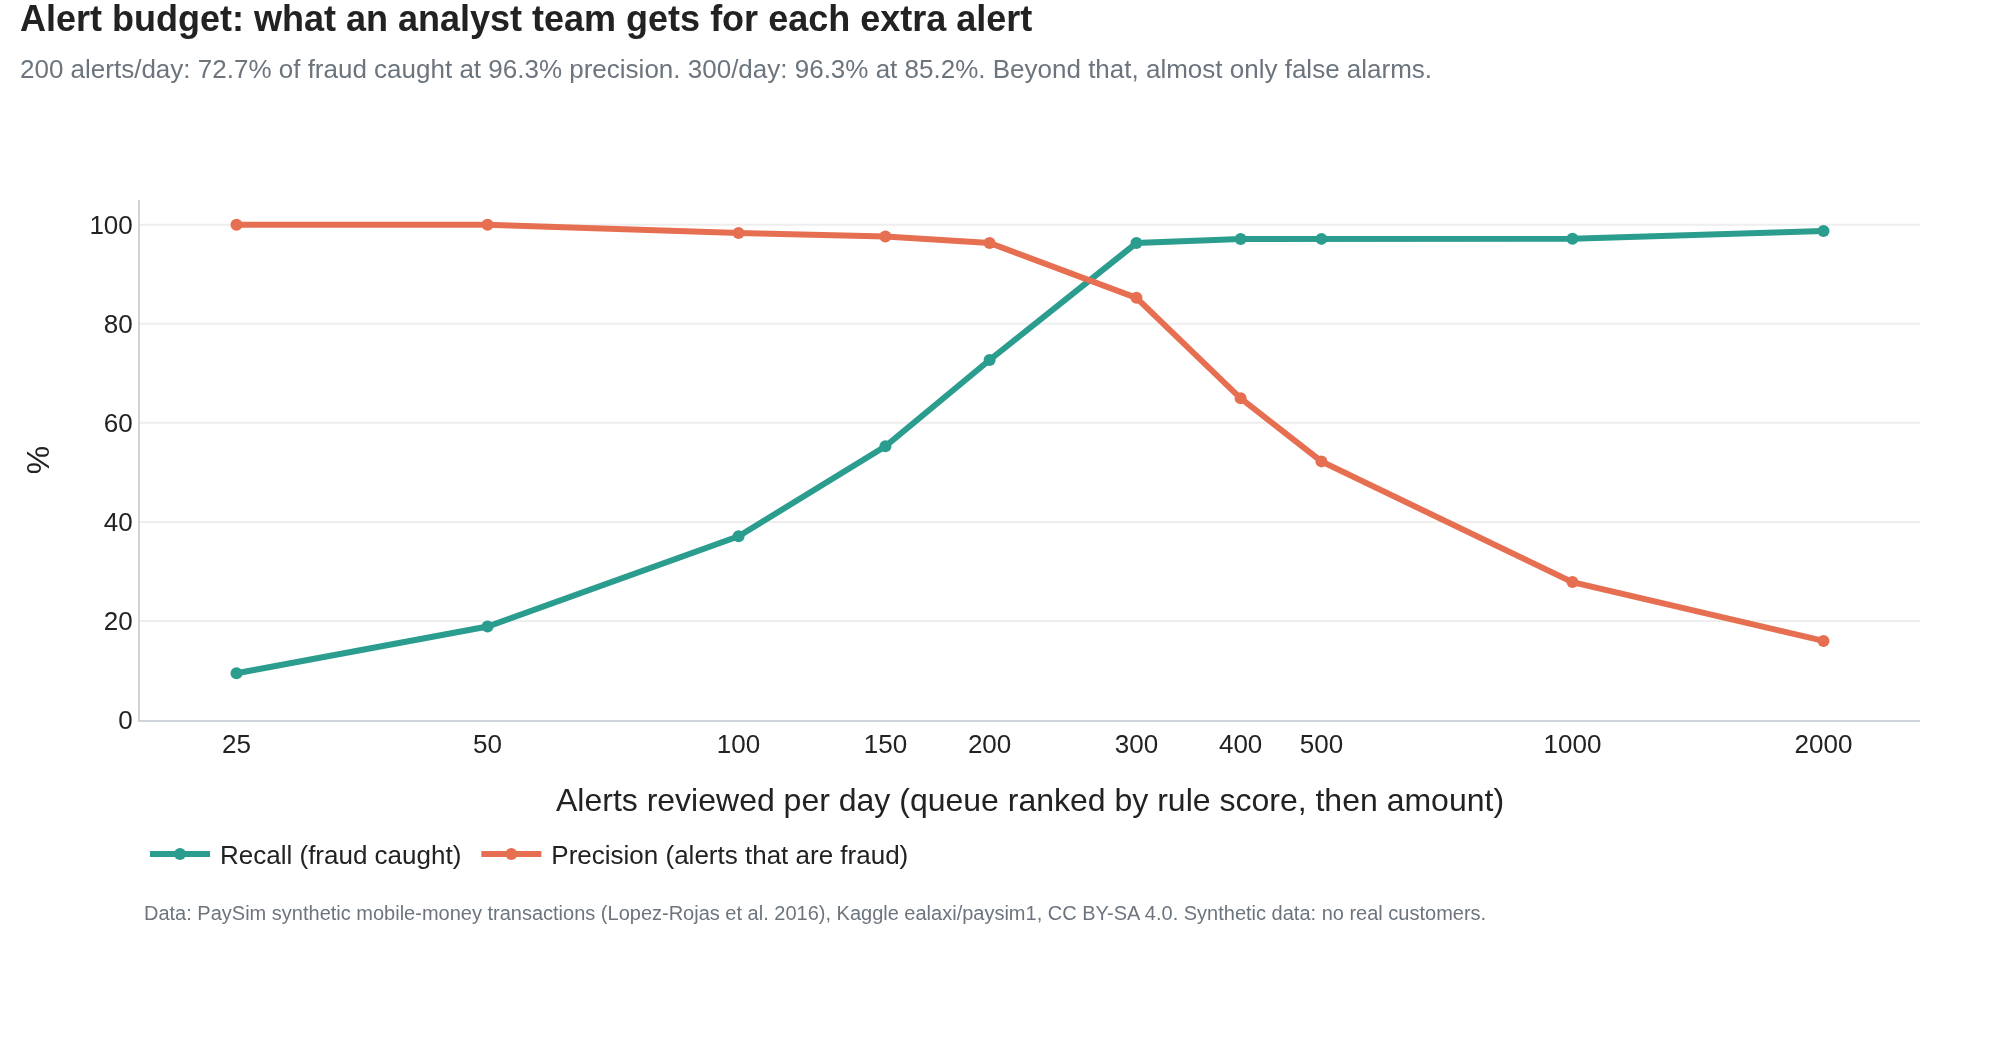 Alert budget: what an analyst team gets for each extra alert
200 alerts/day: 72.7% of fraud caught at 96.3% precision. 300/day: 96.3% at 85.2%. Beyond that, almost only false alarms.
100
80
60
40
20
0
%
25 50 100 150 200 300 400 500 1000 2000
Alerts reviewed per day (queue ranked by rule score, then amount)
Recall (fraud caught) Precision (alerts that are fraud)
Data: PaySim synthetic mobile-money transactions (Lopez-Rojas et al. 2016), Kaggle ealaxi/paysim1, CC BY-SA 4.0. Synthetic data: no real customers.